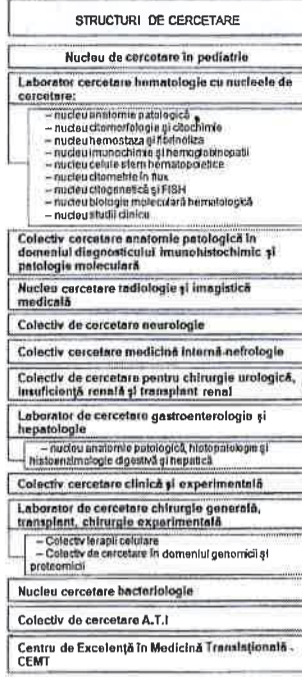 STRUCTURI DE CERCETARE
Nucleu de cercetare în pediatrie
Laborator cercetare hematologie cu nucleele de
cercetare:
– nucleu anatomie patologică
– nucleu citomorfologie și citochimie
– nucleu hemostaza și fibrinoliza
– nucleu imunochimie și hemoglobinopatii
– nucleu celule stem hematopoietice
– nucleu citometrie în flux
– nucleu citogenetică și FISH
– nucleu biologie moleculară hematologică
– nucleu studii clinice
Colectiv cercetare anatomie patologică în
domeniul diagnosticului imunohistochimic și
patologie moleculară
Nucleu cercetare radiologie și imagistică
medicală
Colectiv de cercetare neurologie
Colectiv cercetare medicină internă-nefrologie
Colectiv de cercetare pentru chirurgie urologică,
insuficiență renală și transplant renal
Laborator de cercetare gastroenterologie și
hepatologie
– nucleu anatomie patologică, histopatologie și
histoenzimologie digestivă și hepatică
Colectiv cercetare clinică și experimentală
Laborator de cercetare chirurgie generală,
transplant, chirurgie experimentală
– Colectiv terapii celulare
– Colectiv de cercetare în domeniul genomicii și
proteomicii
Nucleu cercetare bacteriologie
Colectiv de cercetare A.T.I
Centru de Excelență în Medicină Translațională -
CEMT